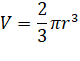 V = 2/3 πr³